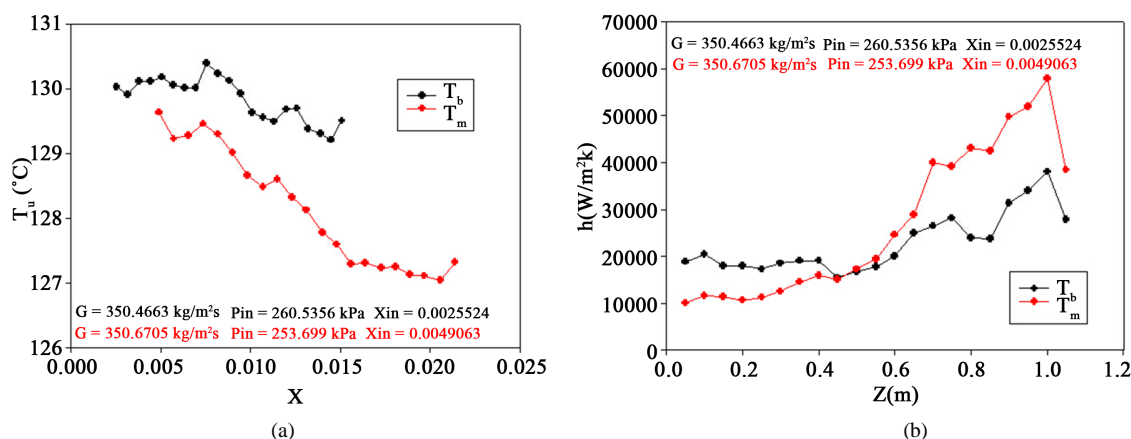 131
130
129
128
127
126
T_u (°C)
T_b
T_m
G = 350.4663 kg/m²s Pin = 260.5356 kPa Xin = 0.0025524
G = 350.6705 kg/m²s Pin = 253.699 kPa Xin = 0.0049063
0.000 0.005 0.010 0.015 0.020 0.025
X
(a)
70000
60000
50000
40000
30000
20000
10000
0
h(W/m²k)
G = 350.4663 kg/m²s Pin = 260.5356 kPa Xin = 0.0025524
G = 350.6705 kg/m²s Pin = 253.699 kPa Xin = 0.0049063
T_b
T_m
0.0 0.2 0.4 0.6 0.8 1.0 1.2
Z(m)
(b)